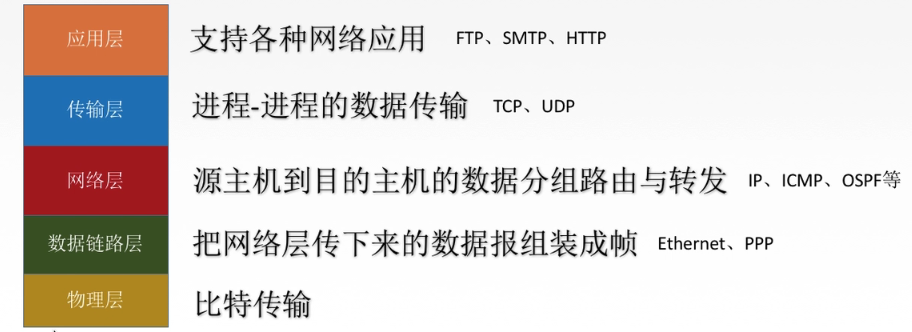 应用层 支持各种网络应用 FTP、SMTP、HTTP
传输层 进程-进程的数据传输 TCP、UDP
网络层 源主机到目的主机的数据分组路由与转发 IP、ICMP、OSPF等
数据链路层 把网络层传下来的数据报组装成帧 Ethernet、PPP
物理层 比特传输